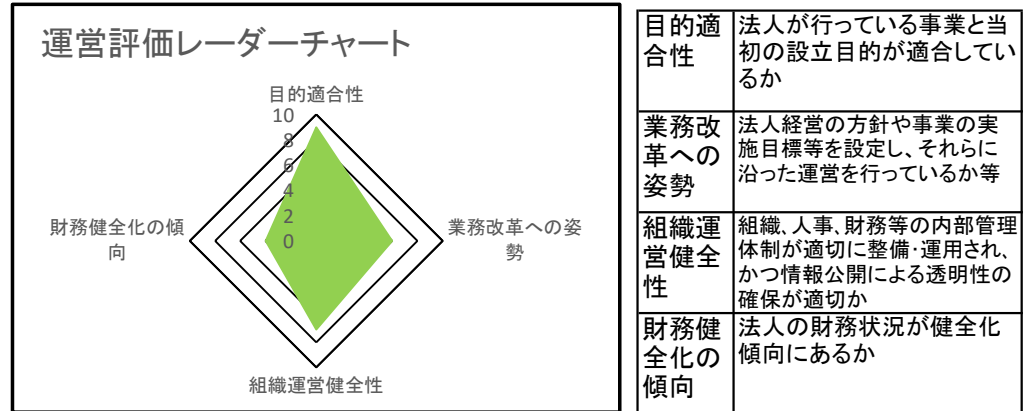 運営評価レーダーチャート
目的適合性
10
8
6
4
2
0
財務健全化の傾
向
業務改革への姿
勢
組織運営健全性
目的適
合性
法人が行っている事業と当
初の設立目的が適合してい
るか
業務改
革への
姿勢
法人経営の方針や事業の実
施目標等を設定し、それらに
沿った運営を行っているか等
組織運
営健全
性
組織、人事、財務等の内部管理
体制が適切に整備・運用され、
かつ情報公開による透明性の
確保が適切か
財務健
全化の
傾向
法人の財務状況が健全化
傾向にあるか